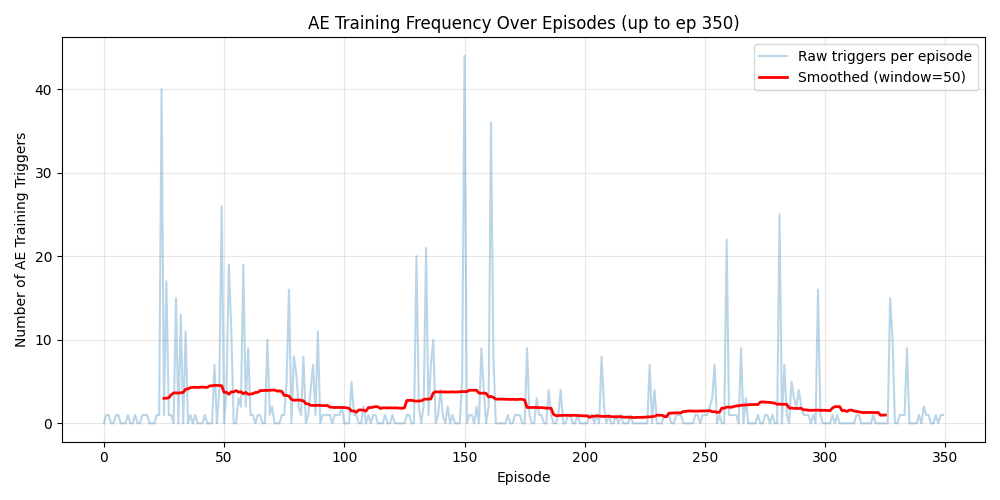 AE Training Frequency Over Episodes (up to ep 350)
Raw triggers per episode
Smoothed (window=50)
Number of AE Training Triggers
40
30
20
10
0
0 50 100 150 200 250 300 350
Episode